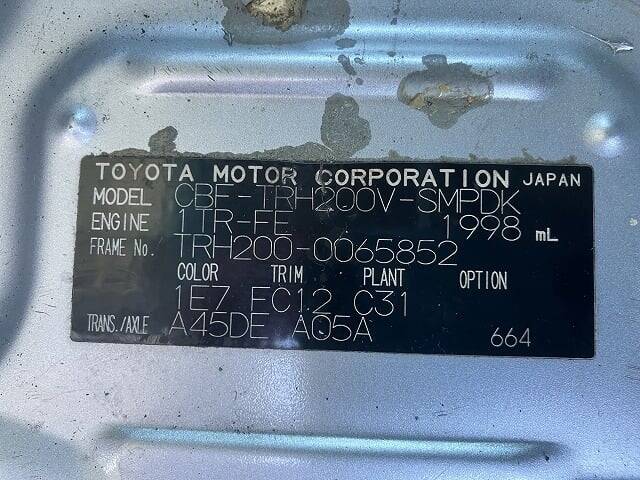 TOYOTA MOTOR CORPORATION JAPAN
MODEL CBF-TRH200V-SMPDK
ENGINE 1TR-FE 1998 mL
FRAME No. TRH200-0065852
COLOR TRIM PLANT OPTION
1E7 FC12 C31
TRANS./AXLE A45DE A05A 664